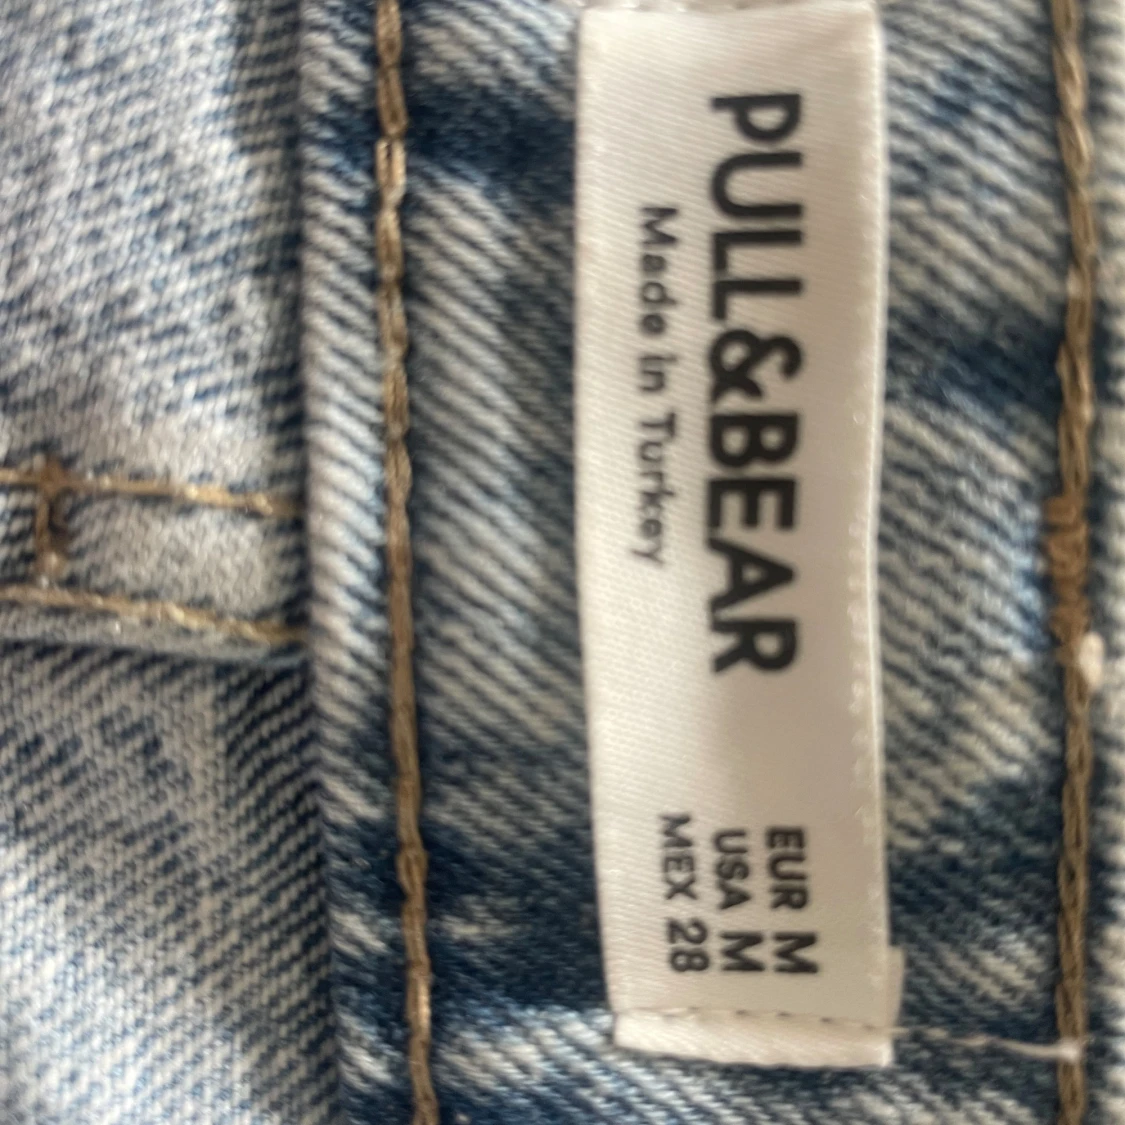 PULL&BEAR
Made in Turkey
EUR M
USA M
MEX 28